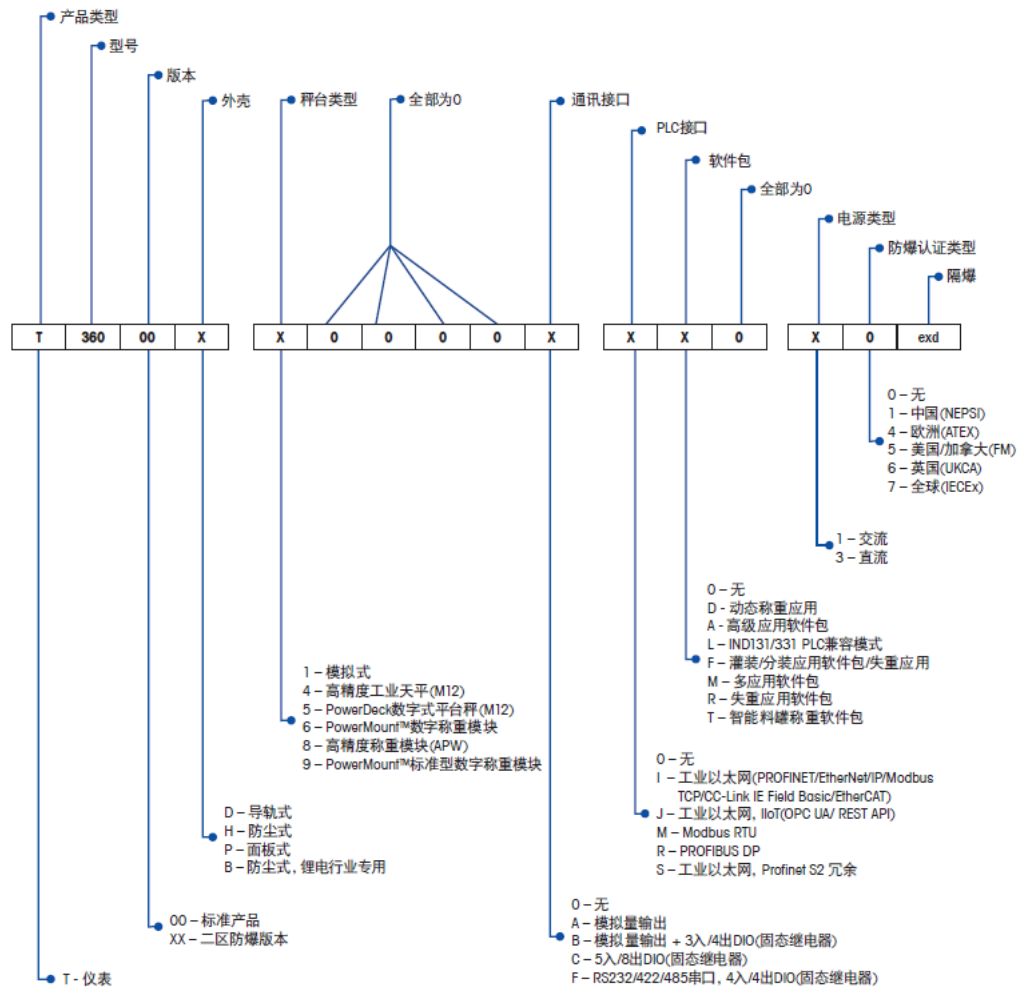 产品类型
型号
版本
外壳
秤台类型
全部为0
通讯接口
PLC接口
软件包
全部为0
电源类型
防爆认证类型
隔爆
T 360 00 X X 0 0 0 0 X X X 0 X 0 exd
0 – 无
1 – 中国(NEPSI)
4 – 欧洲(ATEX)
5 – 美国/加拿大(FM)
6 – 英国(UKCA)
7 – 全球(IECEx)
1 – 交流
3 – 直流
0 – 无
D - 动态称重应用
A - 高级应用软件包
L – IND131/331 PLC兼容模式
F – 灌装/分装应用软件包/失重应用
M – 多应用软件包
R – 失重应用软件包
T – 智能料罐称重软件包
1 – 模拟式
4 – 高精度工业天平(M12)
5 – PowerDeck数字式平台秤(M12)
6 – PowerMount™数字称重模块
8 – 高精度称重模块(APW)
9 – PowerMount™标准型数字称重模块
0 – 无
I – 工业以太网(PROFINET/EtherNet/IP/Modbus
TCP/CC-Link IE Field Basic/EtherCAT)
J – 工业以太网, IIoT(OPC UA/ REST API)
M – Modbus RTU
R – PROFIBUS DP
S – 工业以太网, Profinet S2 冗余
D – 导轨式
H – 防尘式
P – 面板式
B – 防尘式, 锂电行业专用
0 – 无
A – 模拟量输出
B – 模拟量输出 + 3入/4出DIO(固态继电器)
C – 5入/8出DIO(固态继电器)
F – RS232/422/485串口, 4入/4出DIO(固态继电器)
00 – 标准产品
XX – 二区防爆版本
T - 仪表